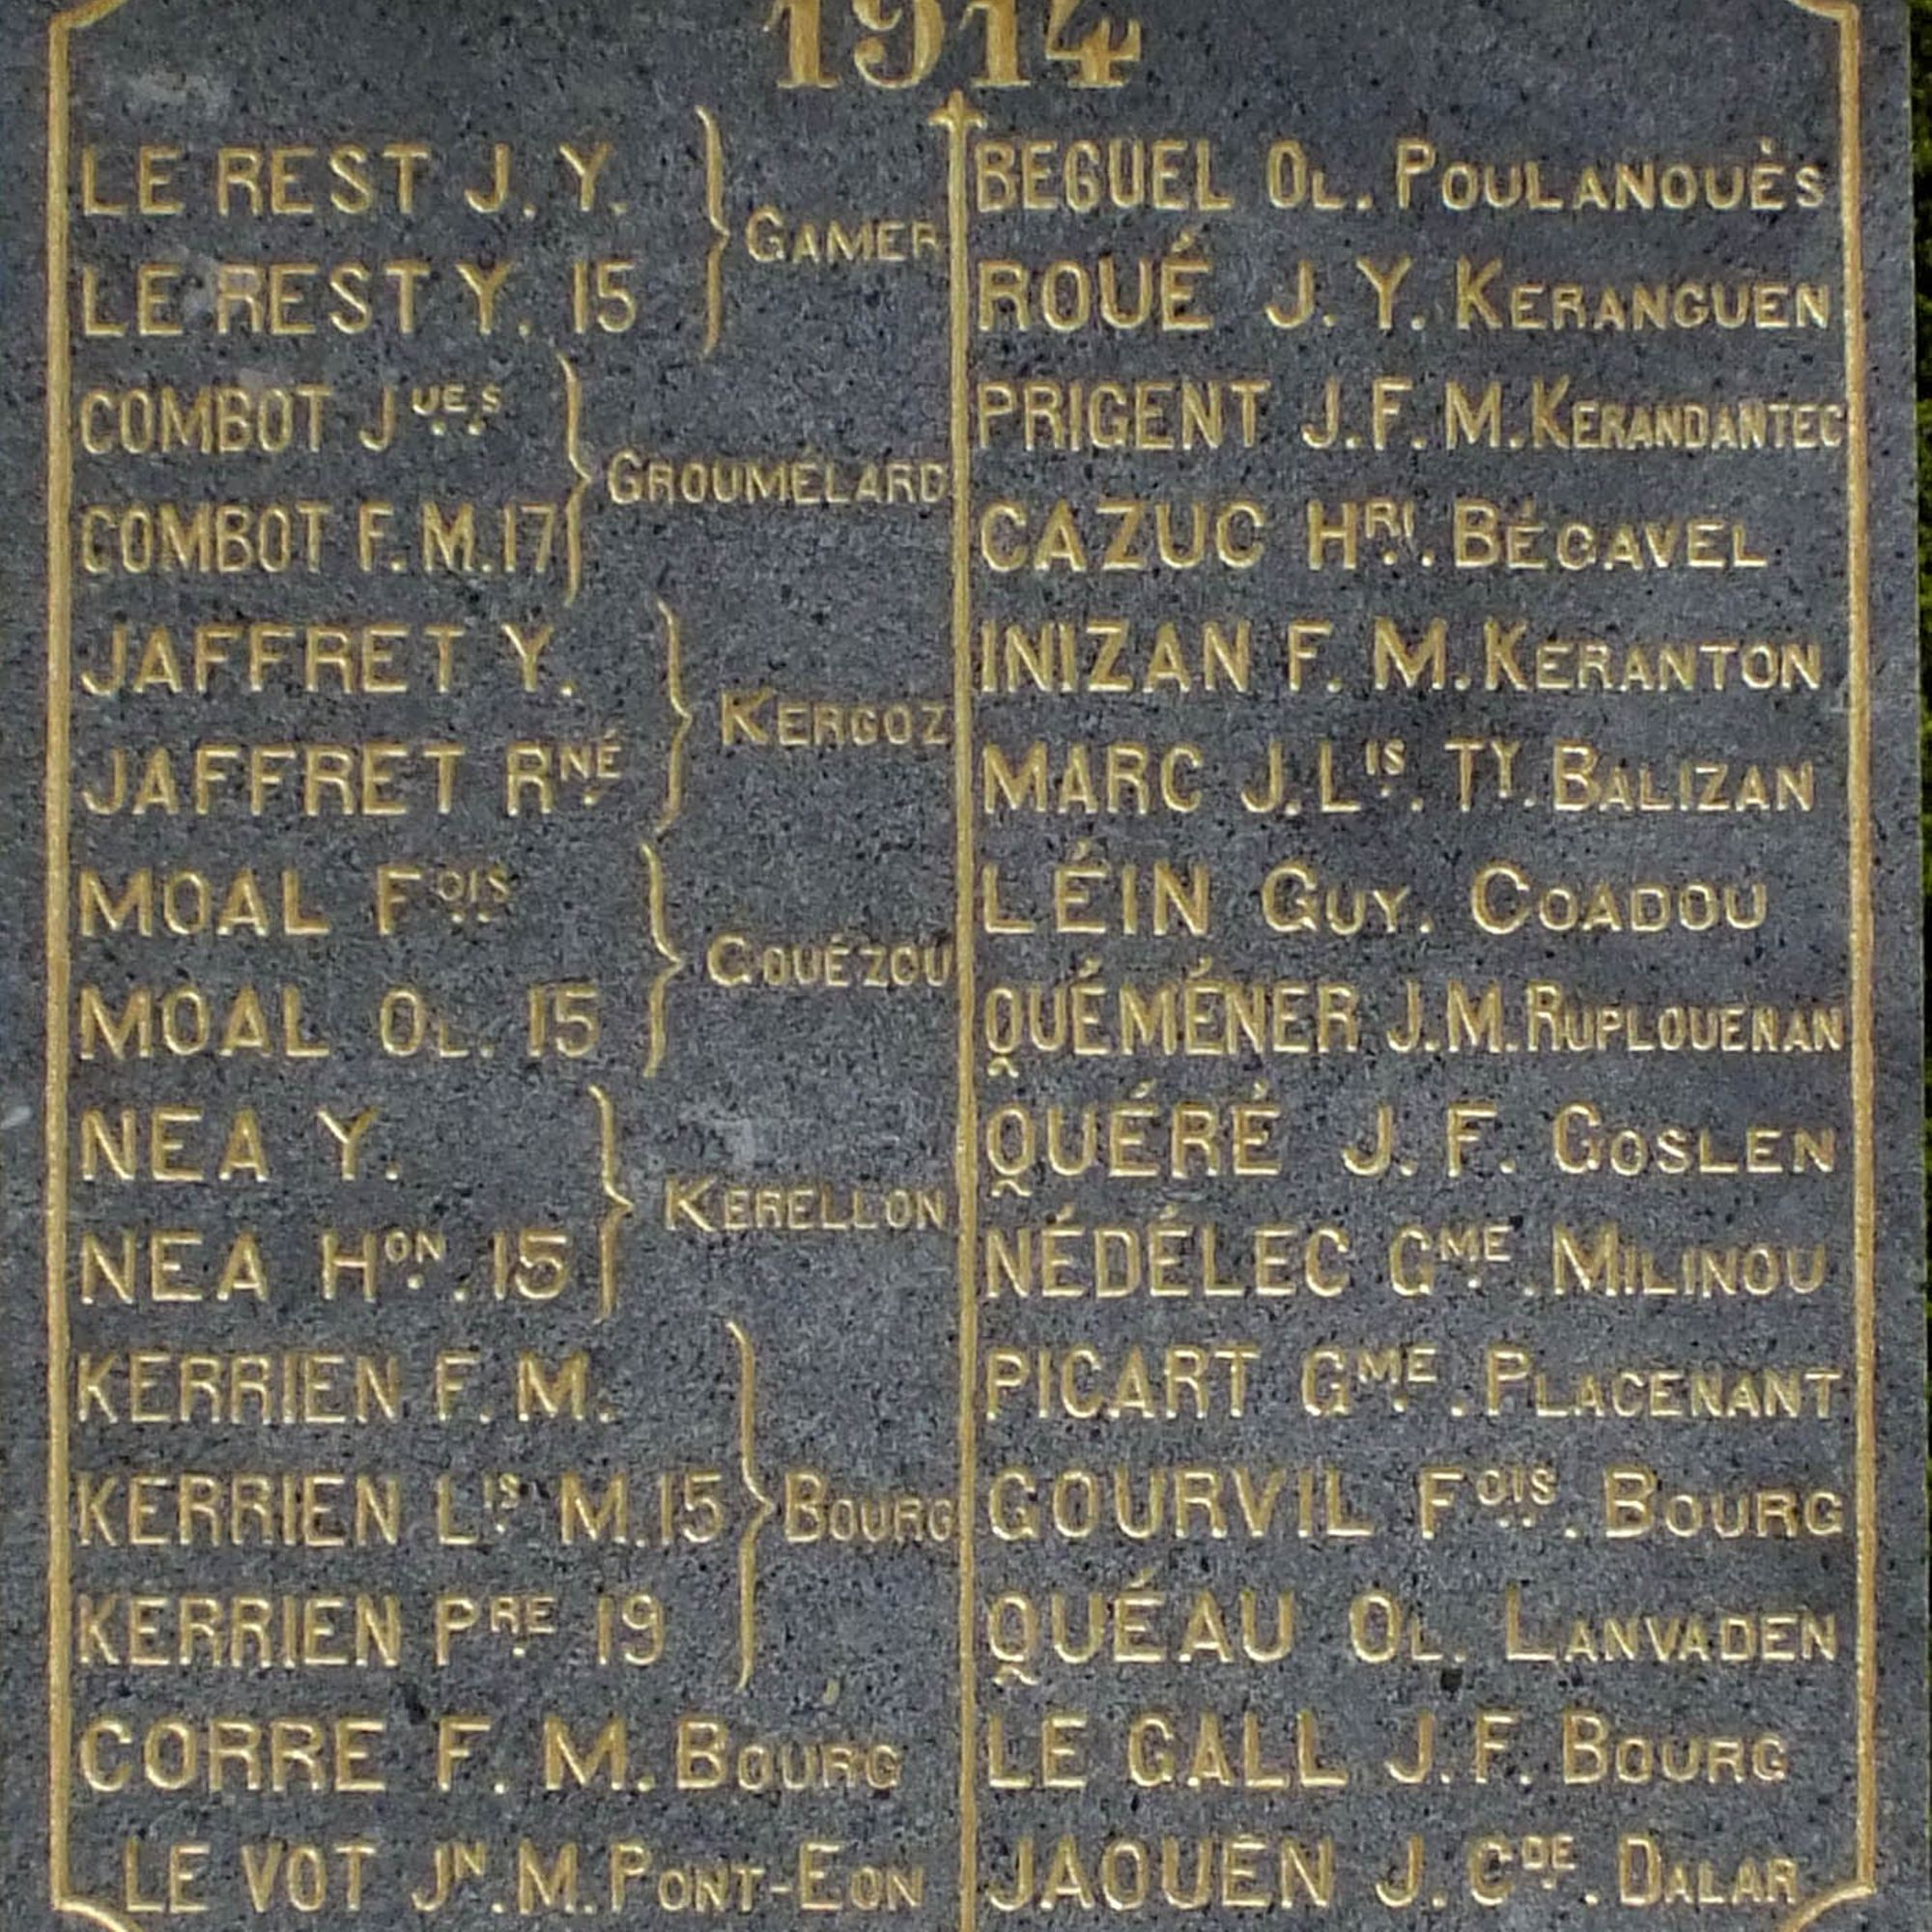 1914
LE REST J. Y.
LE REST Y. 15
GAMER
COMBOT JUES
COMBOT F. M. 17
GROUMÉLARD
JAFFRET Y.
JAFFRET RNÉ
KERGOZ
MOAL FOIS
MOAL OL. 15
GOUÉZOU
NEA Y.
NEA HON. 15
KERELLON
KERRIEN F. M.
KERRIEN LIS M. 15
KERRIEN PRE 19
BOURG
CORRE F. M. BOURG
LE VOT JN. M. PONT-EON
BEGUEL OL. POULANOUÈS
ROUÉ J. Y. KERANGUEN
PRIGENT J. F. M. KERANDANTEC
CAZUC HRI. BÉGAVEL
INIZAN F. M. KERANTON
MARC J. LIS. TY. BALIZAN
LÉIN GUY. COADOU
QUÉMÉNER J. M. RUPLOUENAN
QUÉRÉ J. F. GOSLEN
NÉDÉLEC GME. MILINOU
PICART GME. PLACENANT
GOURVIL FOIS. BOURG
QUÉAU OL. LANVADEN
LE GALL J. F. BOURG
JAOUEN J. CDE. DALAR